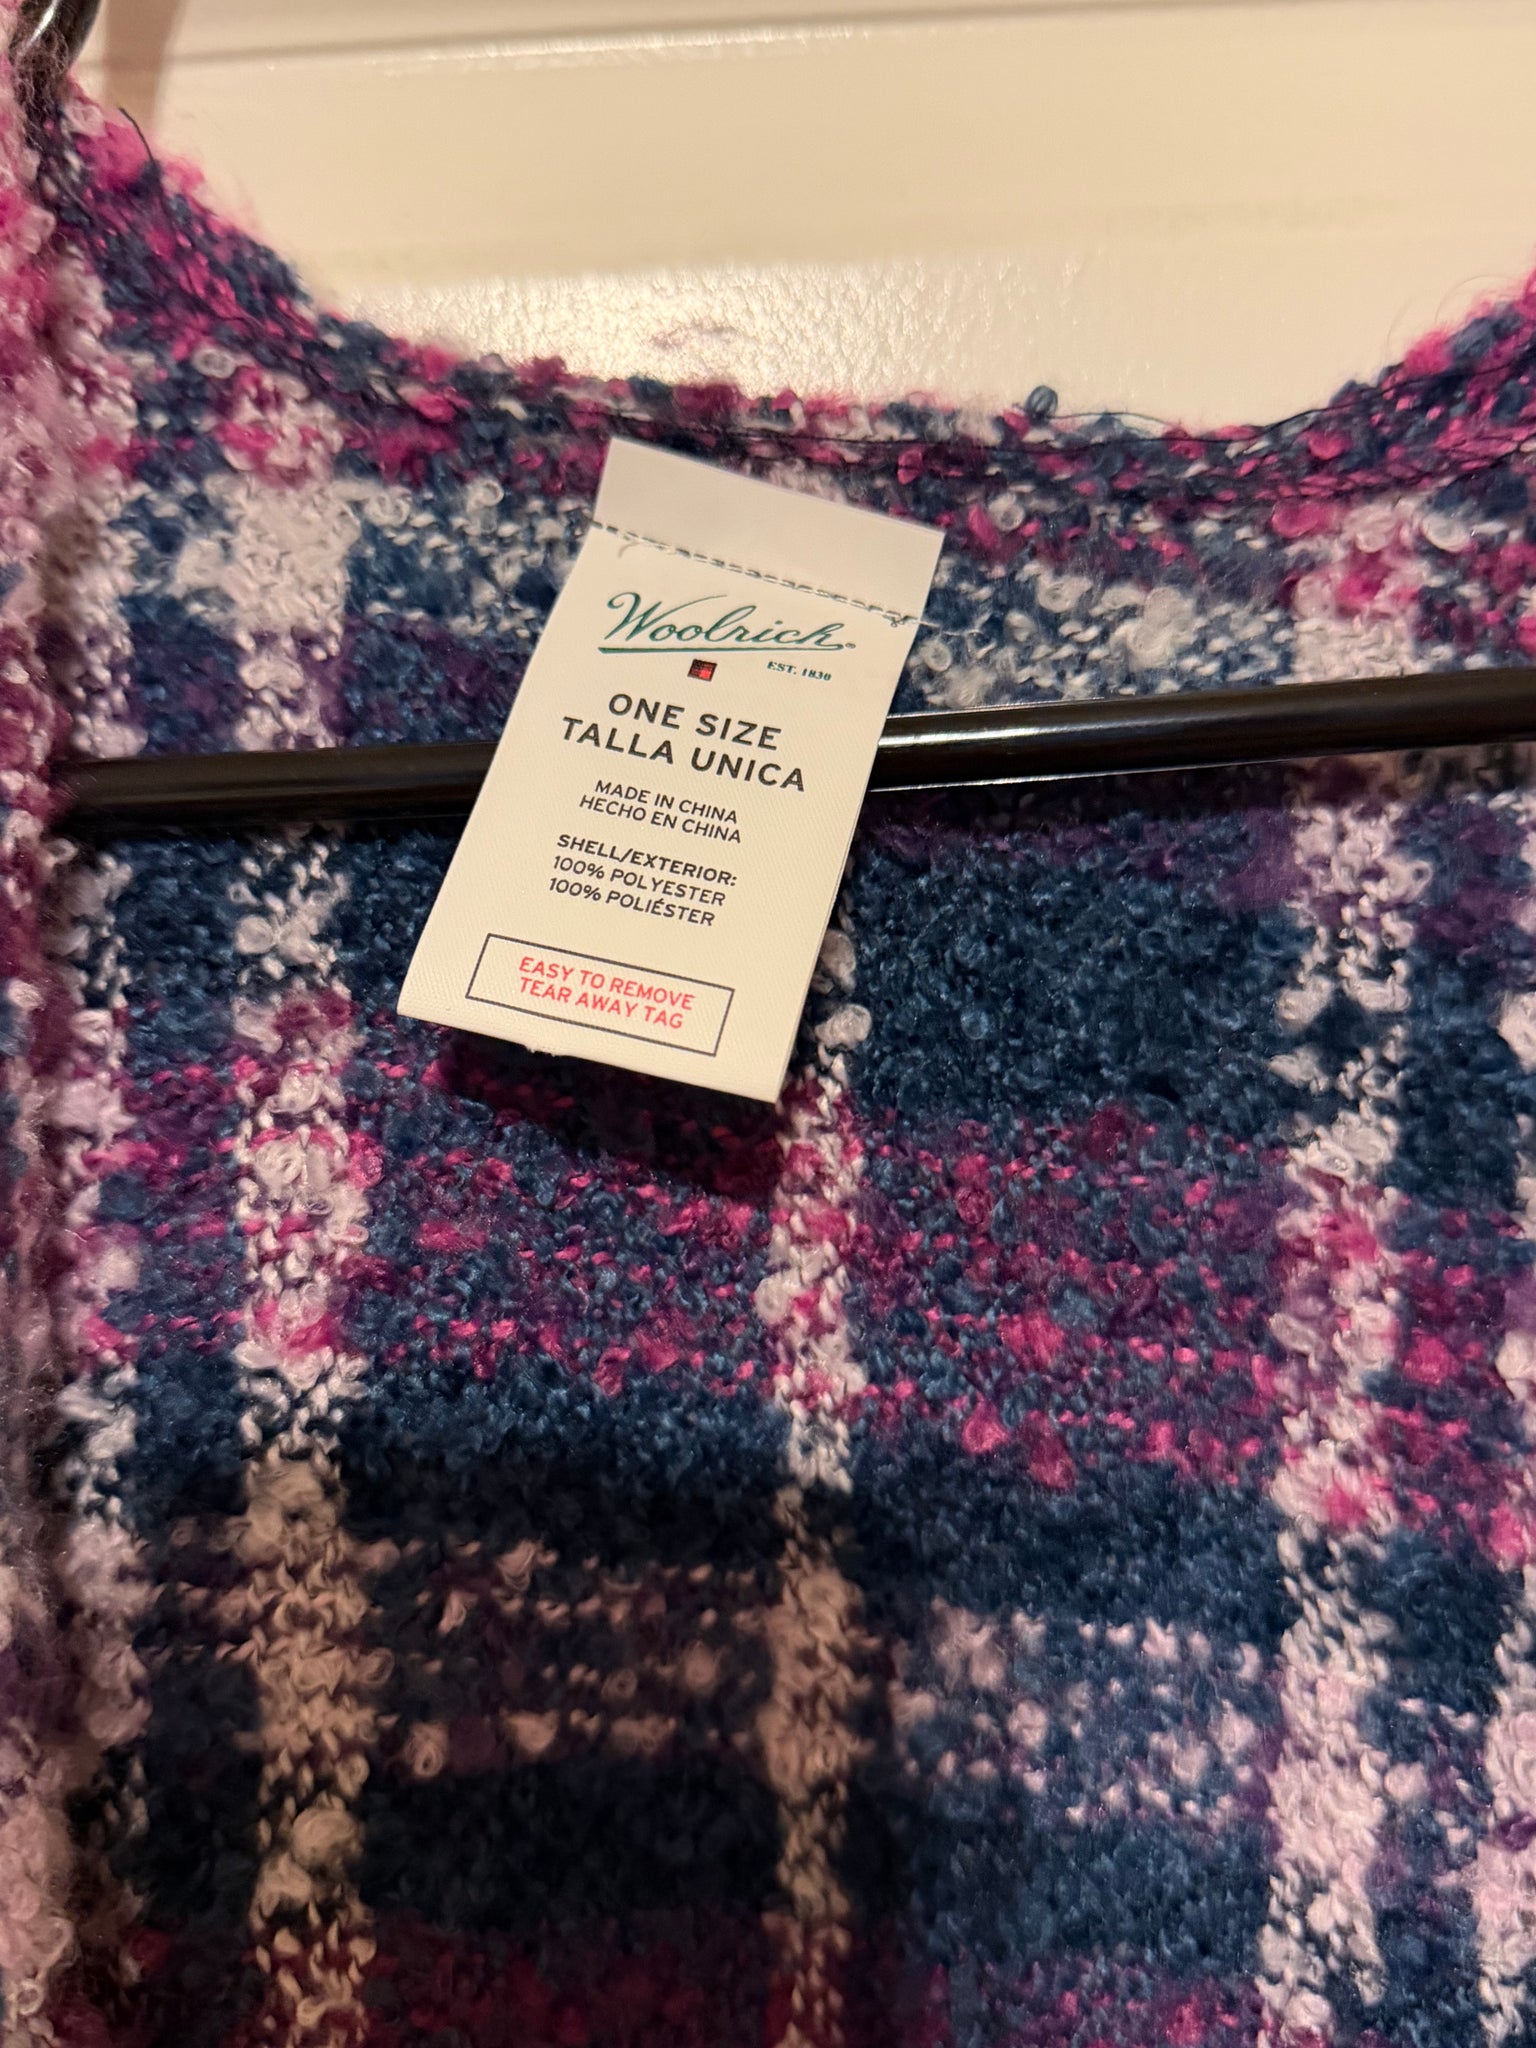 Woolrich®
EST. 1830
ONE SIZE
TALLA UNICA
MADE IN CHINA
HECHO EN CHINA
SHELL/EXTERIOR:
100% POLYESTER
100% POLIÉSTER
EASY TO REMOVE
TEAR AWAY TAG